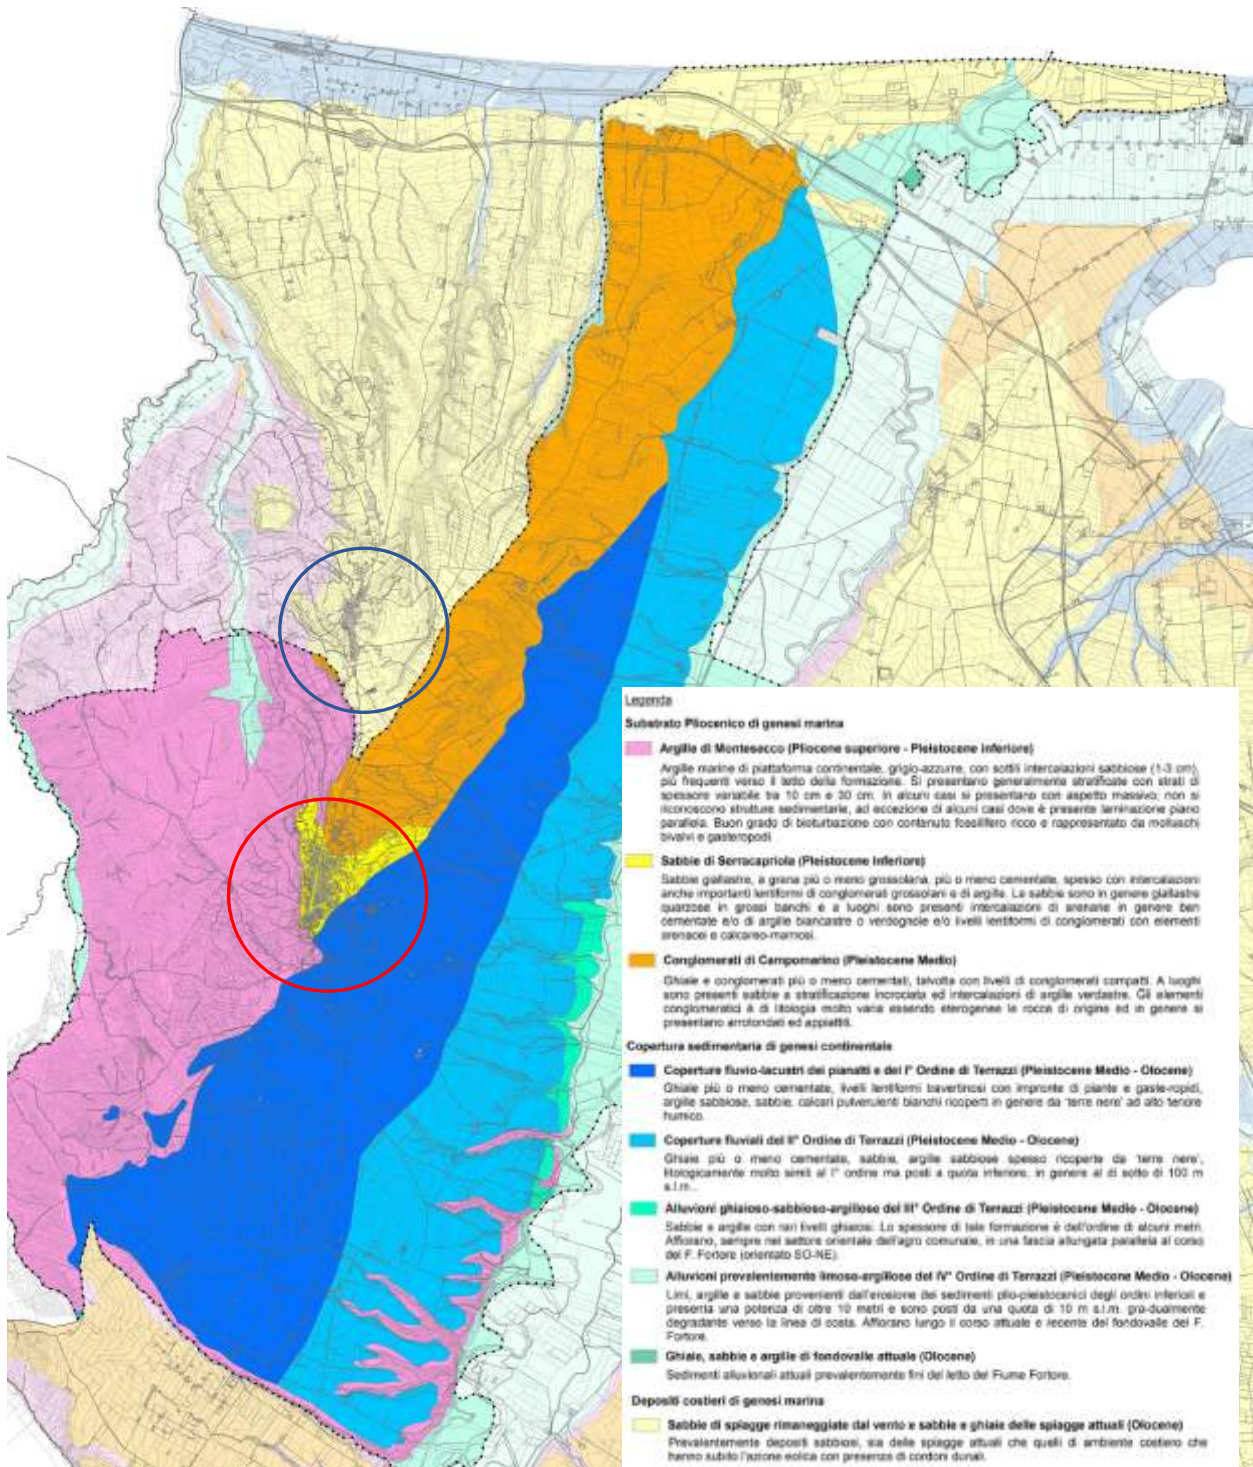 Legenda
Substrato Pliocenico di genesi marina
Argille di Montesecco (Pliocene superiore - Pleistocene inferiore)
Argille marine di piattaforma continentale, grigio-azzurre, con sottili intercalazioni sabbiose (1-3 cm),
più frequenti verso il tetto della formazione. Si presentano generalmente stratificate con strati di
spessore variabile tra 10 cm e 30 cm. In alcuni casi si presentano con aspetto massivo, non si
riconoscono strutture sedimentarie, ad eccezione di alcuni casi dove è presente laminazione piano
parallela. Buon grado di bioturbazione con contenuto fossilifero ricco e rappresentato da molluschi
bivalvi e gasteropodi
Sabbie di Serracapriola (Pleistocene Inferiore)
Sabbie giallastre, a grana più o meno grossolana, più o meno cementate, spesso con intercalazioni
anche importanti lentiformi di conglomerati grossolani e di argille. Le sabbie sono in genere giallastre
quarzose in grossi banchi e a luoghi sono presenti intercalazioni di arenarie in genere ben
cementate e/o di argille biancastre o verdognole e/o livelli lentiformi di conglomerati con elementi
arenacei e calcareo-marnosi.
Conglomerati di Campomarino (Pleistocene Medio)
Ghiaie e conglomerati più o meno cementati, talvolta con livelli di conglomerati compatti. A luoghi
sono presenti sabbie a stratificazione incrociata ed intercalazioni di argille verdastre. Gli elementi
conglomeratici è di litologia molto varia essendo eterogenee le rocce di origine ed in genere si
presentano arrotondati ed appiattiti.
Copertura sedimentaria di genesi continentale
Coperture fluvio-lacustri dei pianalti e del I° Ordine di Terrazzi (Pleistocene Medio - Olocene)
Ghiaie più o meno cementate, livelli lentiformi travertinosi con impronte di piante e gaste-ropidi,
argille sabbiose, sabbie, calcari pulverulenti bianchi ricoperti in genere da 'terre nere' ad alto tenore
humico.
Coperture fluviali del II° Ordine di Terrazzi (Pleistocene Medio - Olocene)
Ghiaie più o meno cementate, sabbie, argille sabbiose spesso ricoperte da 'terre nere',
litologicamente molto simili al I° ordine ma posti a quota inferiore, in genere al di sotto di 100 m
s.l.m..
Alluvioni ghiaioso-sabbioso-argillose del III° Ordine di Terrazzi (Pleistocene Medio - Olocene)
Sabbie e argille con rari livelli ghiaiosi. Lo spessore di tale formazione è dell'ordine di alcuni metri.
Affiorano, sempre nel settore orientale dell'agro comunale, in una fascia allungata parallela al corso
del F. Fortore (orientato SO-NE).
Alluvioni prevalentemente limoso-argillose del IV° Ordine di Terrazzi (Pleistocene Medio - Olocene)
Limi, argille e sabbie provenienti dall'erosione dei sedimenti plio-pleistocenici degli ordini inferiori e
presenta una potenza di oltre 10 metri e sono posti da una quota di 10 m s.l.m. gra-dualmente
degradante verso la linea di costa. Affiorano lungo il corso attuale e recente del fondovalle del F.
Fortore.
Ghiaie, sabbie e argille di fondovalle attuale (Olocene)
Sedimenti alluvionali attuali prevalentemente fini del letto del Fiume Fortore.
Depositi costieri di genesi marina
Sabbie di spiagge rimaneggiate dal vento e sabbie e ghiaie delle spiagge attuali (Olocene)
Prevalentemente depositi sabbiosi, sia delle spiagge attuali che quelli di ambiente costiero che
hanno subito l'azione eolica con presenza di cordoni dunali.